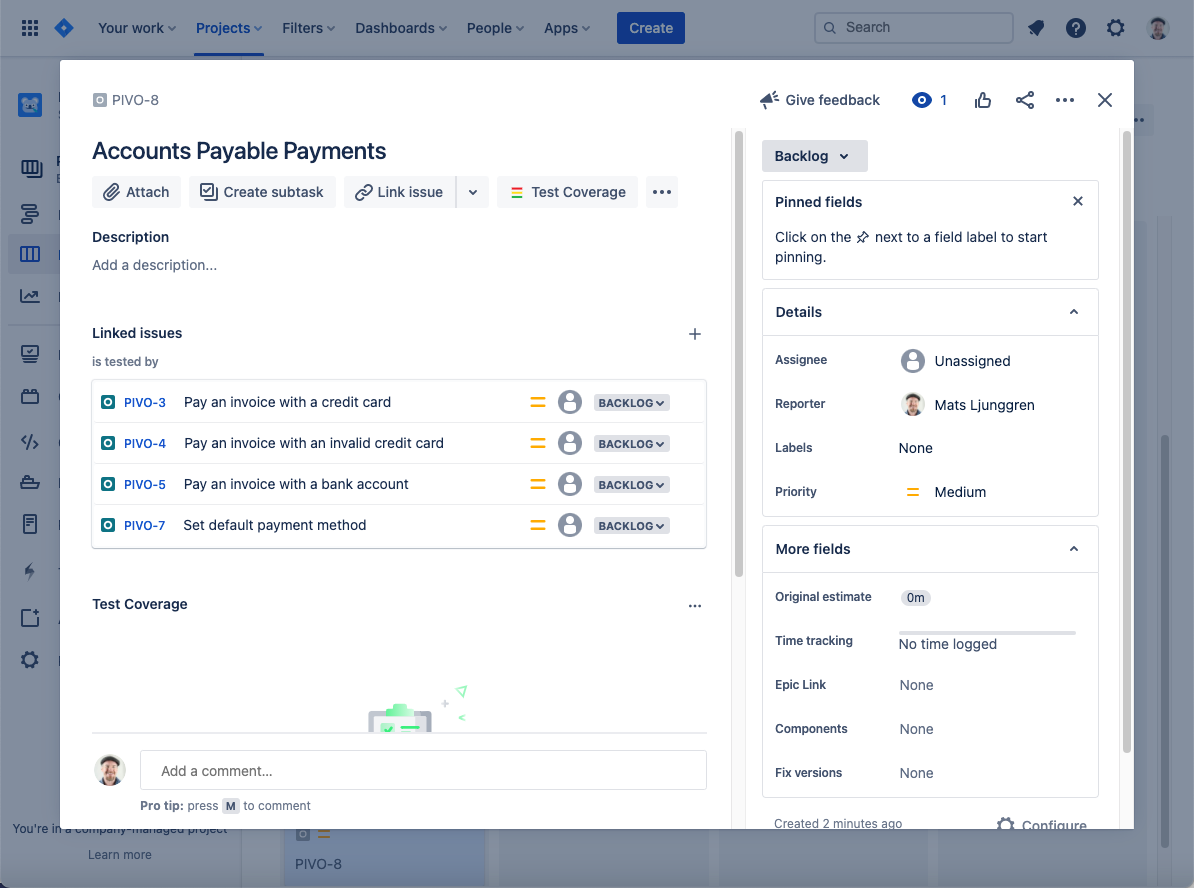 Your work Projects Filters Dashboards People Apps Create Search
PIVO-8
Give feedback 1
Accounts Payable Payments
Attach Create subtask Link issue Test Coverage
Description
Add a description...
Linked issues
is tested by
PIVO-3 Pay an invoice with a credit card BACKLOG
PIVO-4 Pay an invoice with an invalid credit card BACKLOG
PIVO-5 Pay an invoice with a bank account BACKLOG
PIVO-7 Set default payment method BACKLOG
Test Coverage
Add a comment...
Pro tip: press M to comment
Backlog
Pinned fields
Click on the next to a field label to start
pinning.
Details
Assignee Unassigned
Reporter Mats Ljunggren
Labels None
Priority Medium
More fields
Original estimate 0m
Time tracking No time logged
Epic Link None
Components None
Fix versions None
Created 2 minutes ago Configure
You're in a company-managed project
Learn more
PIVO-8